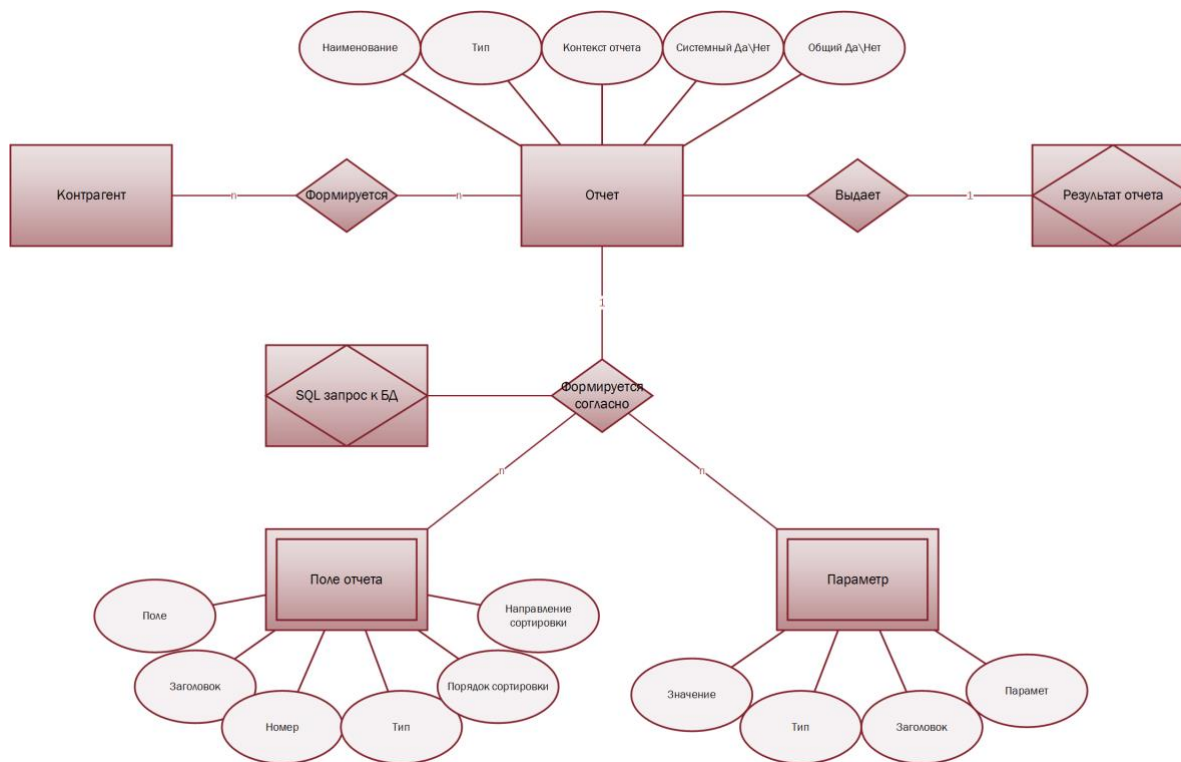 Наименование
Тип
Контекст отчета
Системный Да\Нет
Общий Да\Нет
Контрагент
n
Формируется
n
Отчет
Выдает
1
Результат отчета
1
SQL запрос к БД
Формируется
согласно
n
n
Поле отчета
Параметр
Поле
Направление
сортировки
Заголовок
Порядок сортировки
Номер
Тип
Значение
Парамет
Тип
Заголовок